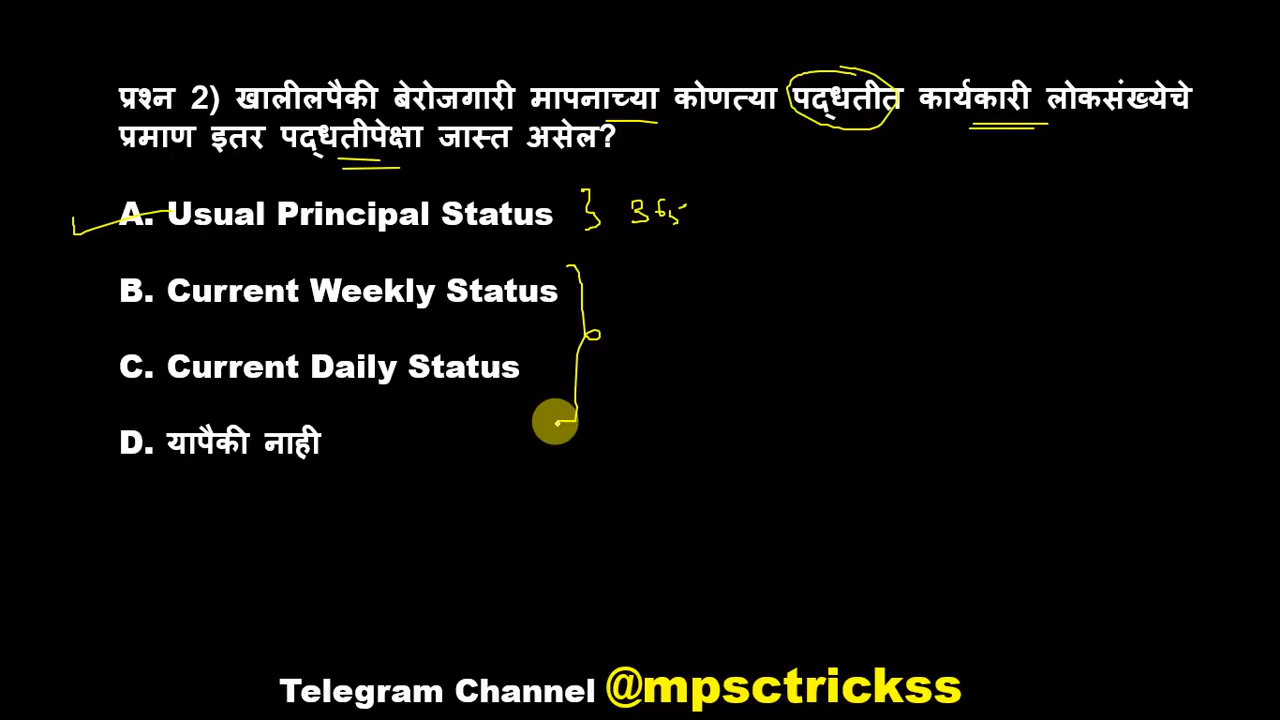 प्रश्न 2) खालीलपैकी बेरोजगारी मापनाच्या कोणत्या पद्धतीत कार्यकारी लोकसंख्येचे
प्रमाण इतर पद्धतीपेक्षा जास्त असेल?
A. Usual Principal Status 365
B. Current Weekly Status
C. Current Daily Status
D. यापैकी नाही
Telegram Channel @mpsctrickss